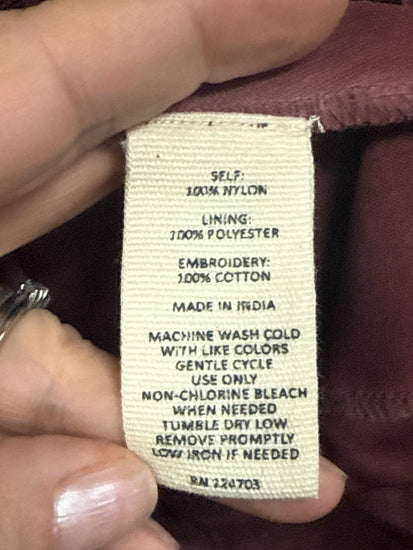 SELF:
100% NYLON
LINING:
100% POLYESTER
EMBROIDERY:
100% COTTON
MADE IN INDIA
MACHINE WASH COLD
WITH LIKE COLORS
GENTLE CYCLE
USE ONLY
NON-CHLORINE BLEACH
WHEN NEEDED
TUMBLE DRY LOW
REMOVE PROMPTLY
LOW IRON IF NEEDED
RN